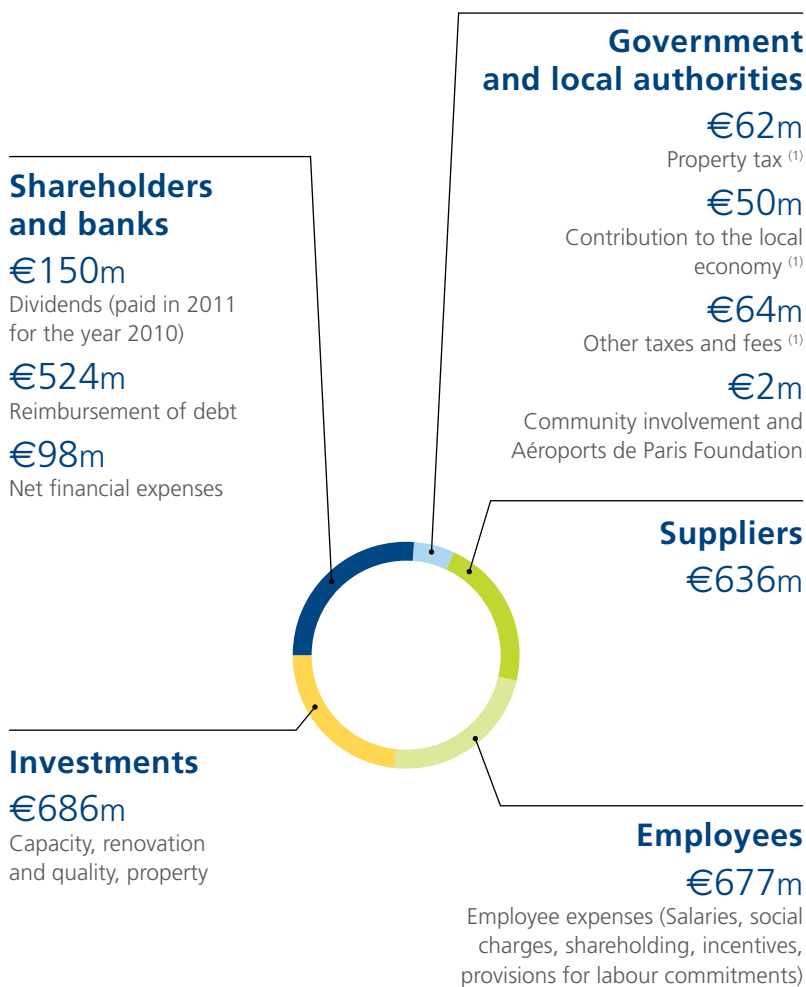 Government
and local authorities
€62m
Property tax (1)
€50m
Contribution to the local
economy (1)
€64m
Other taxes and fees (1)
€2m
Community involvement and
Aéroports de Paris Foundation
Shareholders
and banks
€150m
Dividends (paid in 2011
for the year 2010)
€524m
Reimbursement of debt
€98m
Net financial expenses
Suppliers
€636m
Investments
€686m
Capacity, renovation
and quality, property
Employees
€677m
Employee expenses (Salaries, social
charges, shareholding, incentives,
provisions for labour commitments)